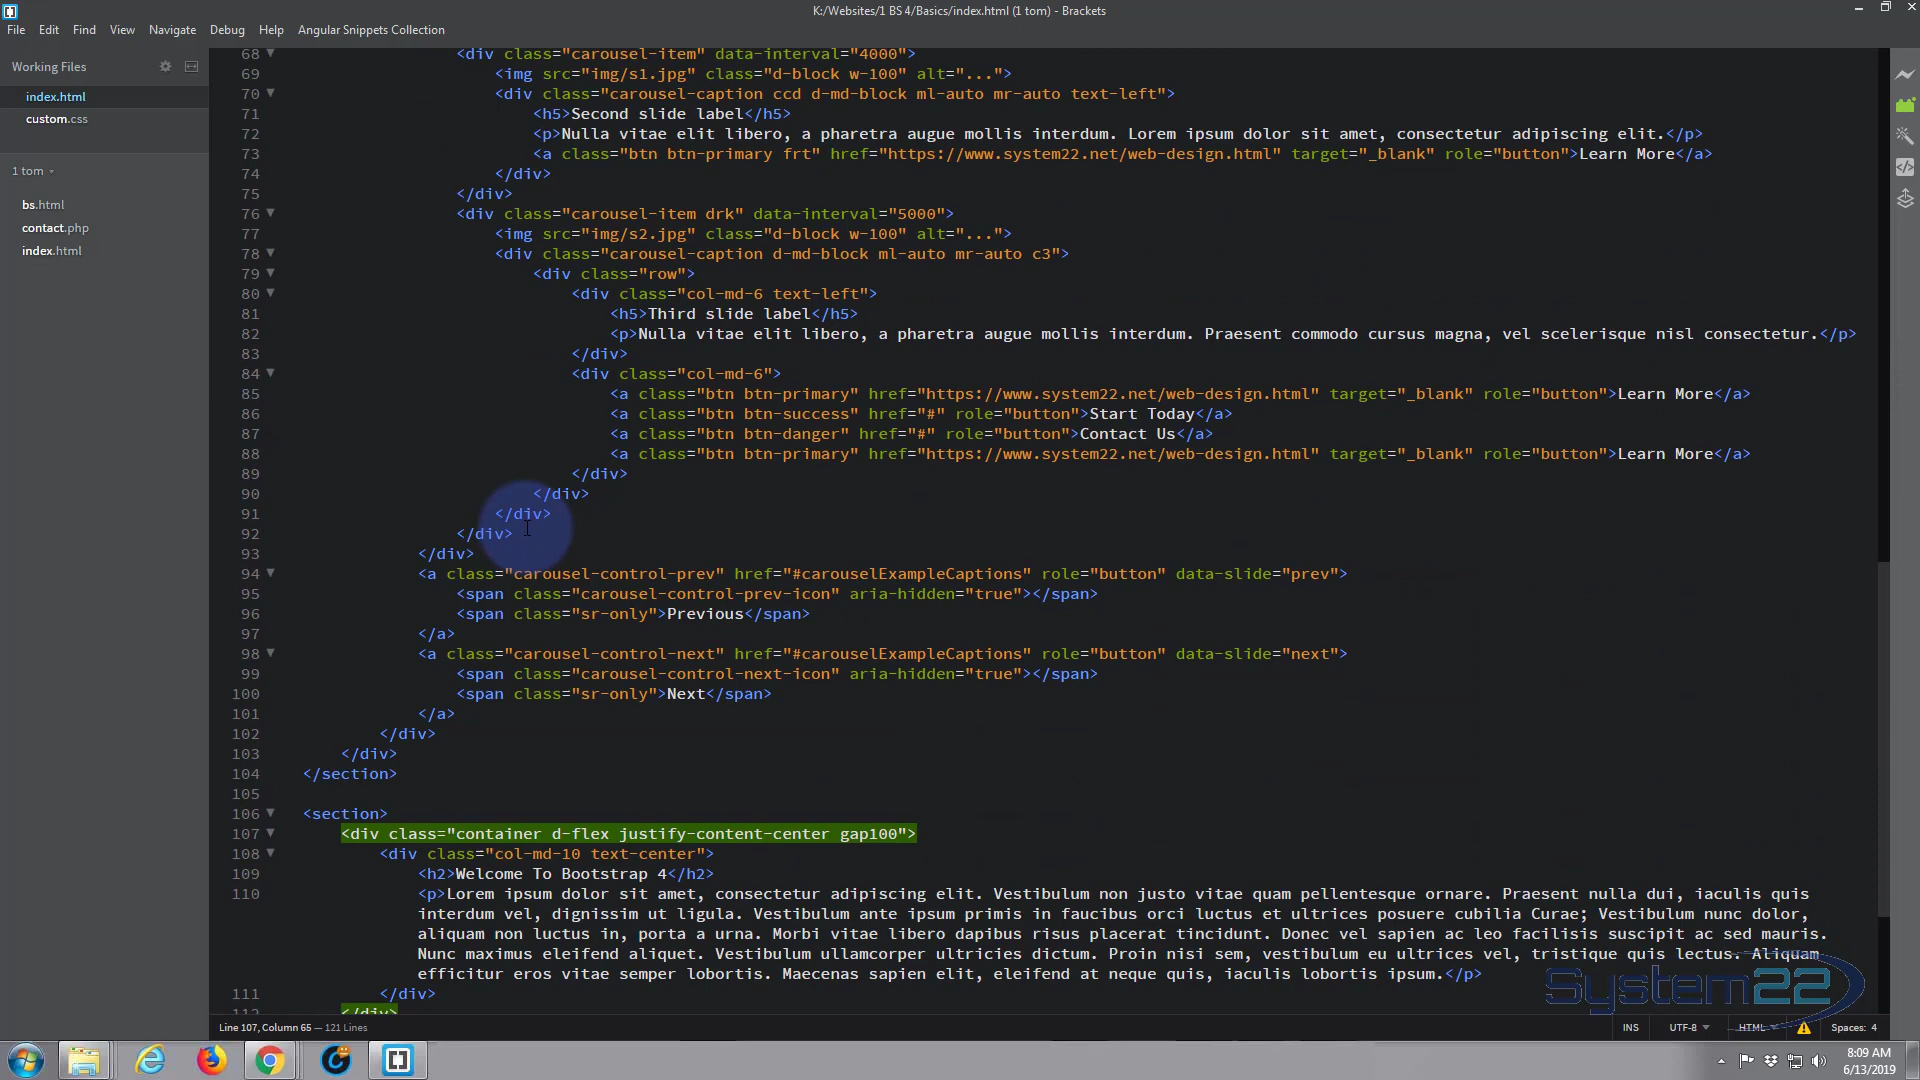 K:/Websites/1 BS 4/Basics/index.html (1 tom) - Brackets
File Edit Find View Navigate Debug Help Angular Snippets Collection
Working Files
index.html
custom.css
1 tom
bs.html
contact.php
index.html
68 <div class="carousel-item" data-interval="4000">
69 <img src="img/s1.jpg" class="d-block w-100" alt="...">
70 <div class="carousel-caption ccd d-md-block ml-auto mr-auto text-left">
71 <h5>Second slide label</h5>
72 <p>Nulla vitae elit libero, a pharetra augue mollis interdum. Lorem ipsum dolor sit amet, consectetur adipiscing elit.</p>
73 <a class="btn btn-primary frt" href="https://www.system22.net/web-design.html" target="_blank" role="button">Learn More</a>
74 </div>
75 </div>
76 <div class="carousel-item drk" data-interval="5000">
77 <img src="img/s2.jpg" class="d-block w-100" alt="...">
78 <div class="carousel-caption d-md-block ml-auto mr-auto c3">
79 <div class="row">
80 <div class="col-md-6 text-left">
81 <h5>Third slide label</h5>
82 <p>Nulla vitae elit libero, a pharetra augue mollis interdum. Praesent commodo cursus magna, vel scelerisque nisl consectetur.</p>
83 </div>
84 <div class="col-md-6">
85 <a class="btn btn-primary" href="https://www.system22.net/web-design.html" target="_blank" role="button">Learn More</a>
86 <a class="btn btn-success" href="#" role="button">Start Today</a>
87 <a class="btn btn-danger" href="#" role="button">Contact Us</a>
88 <a class="btn btn-primary" href="https://www.system22.net/web-design.html" target="_blank" role="button">Learn More</a>
89 </div>
90 </div>
91 </div>
92 </div>
93 </div>
94 <a class="carousel-control-prev" href="#carouselExampleCaptions" role="button" data-slide="prev">
95 <span class="carousel-control-prev-icon" aria-hidden="true"></span>
96 <span class="sr-only">Previous</span>
97 </a>
98 <a class="carousel-control-next" href="#carouselExampleCaptions" role="button" data-slide="next">
99 <span class="carousel-control-next-icon" aria-hidden="true"></span>
100 <span class="sr-only">Next</span>
101 </a>
102 </div>
103 </div>
104 </section>
105
106 <section>
107 <div class="container d-flex justify-content-center gap100">
108 <div class="col-md-10 text-center">
109 <h2>Welcome To Bootstrap 4</h2>
110 <p>Lorem ipsum dolor sit amet, consectetur adipiscing elit. Vestibulum non justo vitae quam pellentesque ornare. Praesent nulla dui, iaculis quis
interdum vel, dignissim ut ligula. Vestibulum ante ipsum primis in faucibus orci luctus et ultrices posuere cubilia Curae; Vestibulum nunc dolor,
aliquam non luctus in, porta a urna. Morbi vitae libero dapibus risus placerat tincidunt. Donec vel sapien ac leo facilisis suscipit ac sed mauris.
Nunc maximus eleifend aliquet. Vestibulum ullamcorper ultricies dictum. Proin nisi sem, vestibulum eu ultrices vel, tristique quis lectus. Aliquam
efficitur eros vitae semper lobortis. Maecenas sapien elit, eleifend at neque quis, iaculis lobortis ipsum.</p>
111 </div>
112 </div>
System22
Line 107, Column 65 — 121 Lines
INS UTF-8 HTML Spaces: 4
8:09 AM
6/13/2019